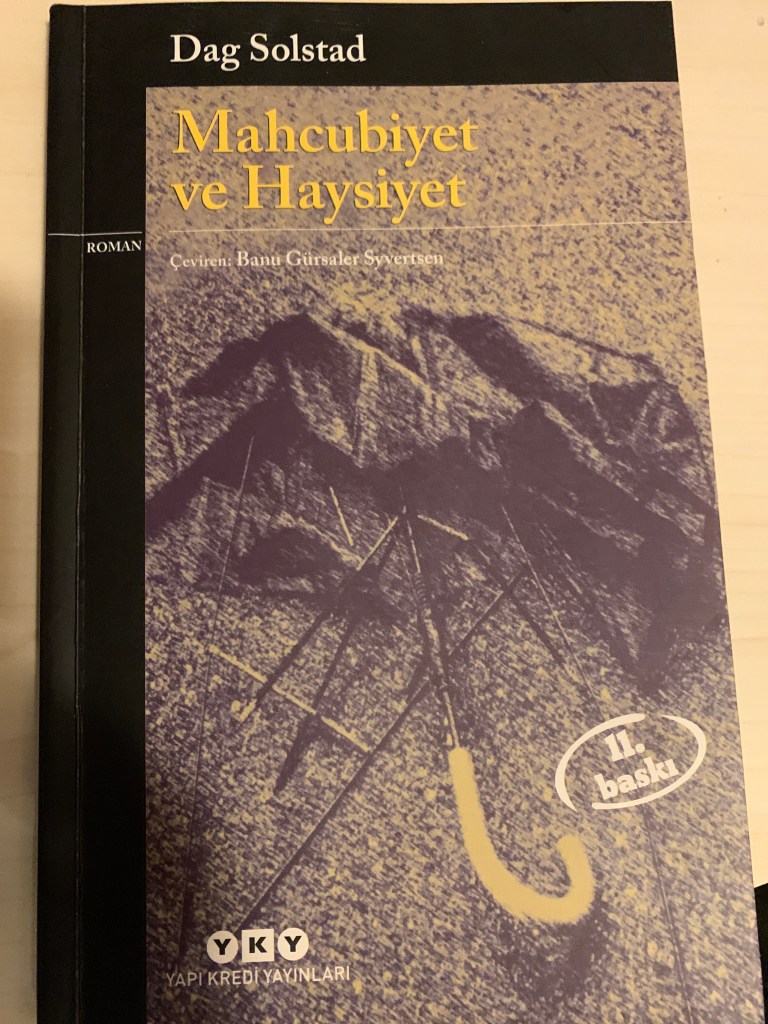 Dag Solstad
Mahcubiyet
ve Haysiyet
ROMAN
Çeviren: Banu Gürsaler Syvertsen
11.
baskı
YKY
YAPI KREDİ YAYINLARI